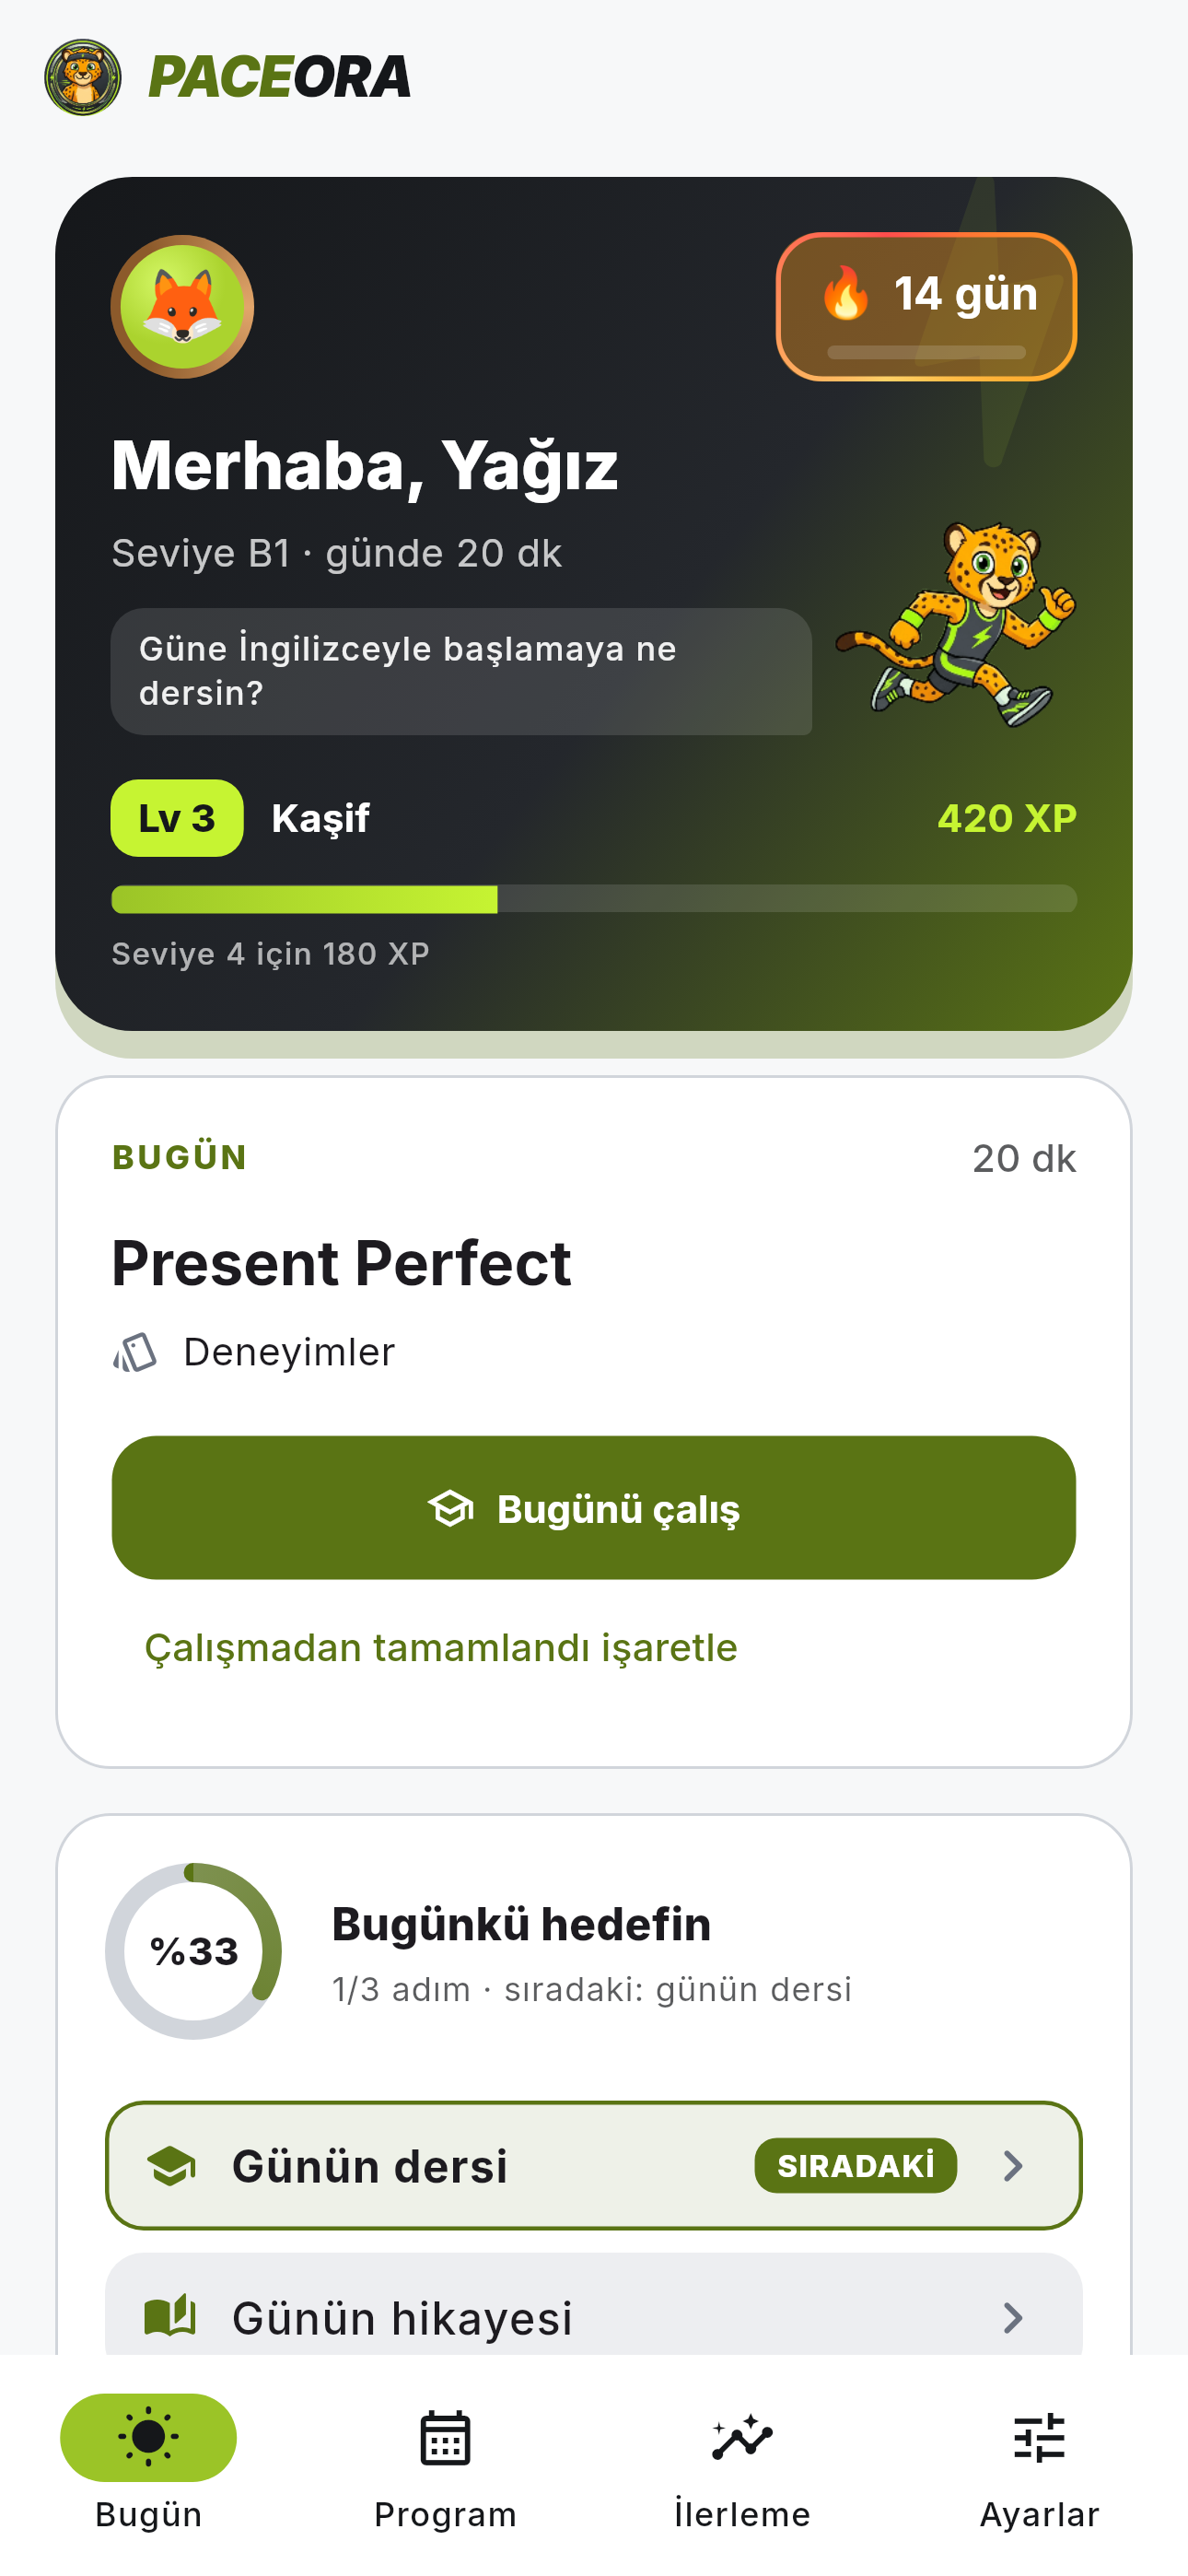 PACEORA
14 gün
Merhaba, Yağız
Seviye B1 · günde 20 dk
Güne İngilizceyle başlamaya ne
dersin?
Lv 3 Kaşif 420 XP
Seviye 4 için 180 XP
BUGÜN 20 dk
Present Perfect
Deneyimler
Bugünü çalış
Çalışmadan tamamlandı işaretle
%33
Bugünkü hedefin
1/3 adım · sıradaki: günün dersi
Günün dersi SIRADAKİ
Günün hikayesi
Bugün Program İlerleme Ayarlar